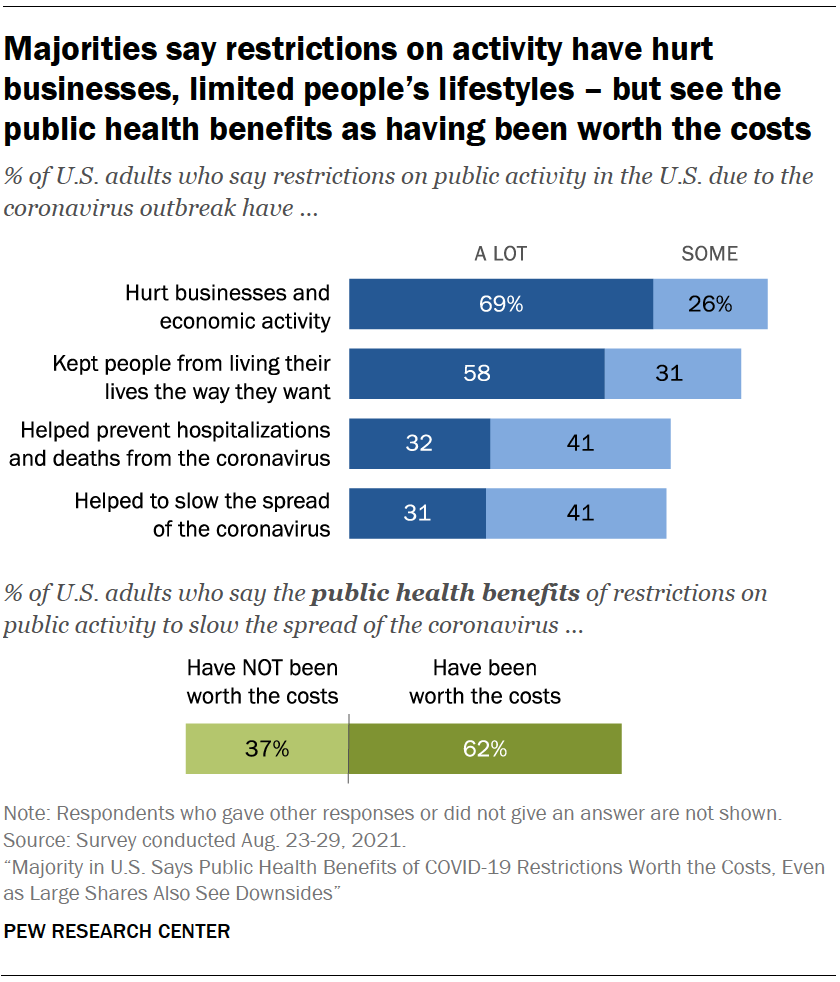 Majorities say restrictions on activity have hurt
businesses, limited people’s lifestyles – but see the
public health benefits as having been worth the costs
% of U.S. adults who say restrictions on public activity in the U.S. due to the
coronavirus outbreak have ...
A LOT SOME
Hurt businesses and
economic activity
69% 26%
Kept people from living their
lives the way they want
58 31
Helped prevent hospitalizations
and deaths from the coronavirus
32 41
Helped to slow the spread
of the coronavirus
31 41
% of U.S. adults who say the public health benefits of restrictions on
public activity to slow the spread of the coronavirus ...
Have NOT been
worth the costs
Have been
worth the costs
37% 62%
Note: Respondents who gave other responses or did not give an answer are not shown.
Source: Survey conducted Aug. 23-29, 2021.
“Majority in U.S. Says Public Health Benefits of COVID-19 Restrictions Worth the Costs, Even
as Large Shares Also See Downsides”
PEW RESEARCH CENTER